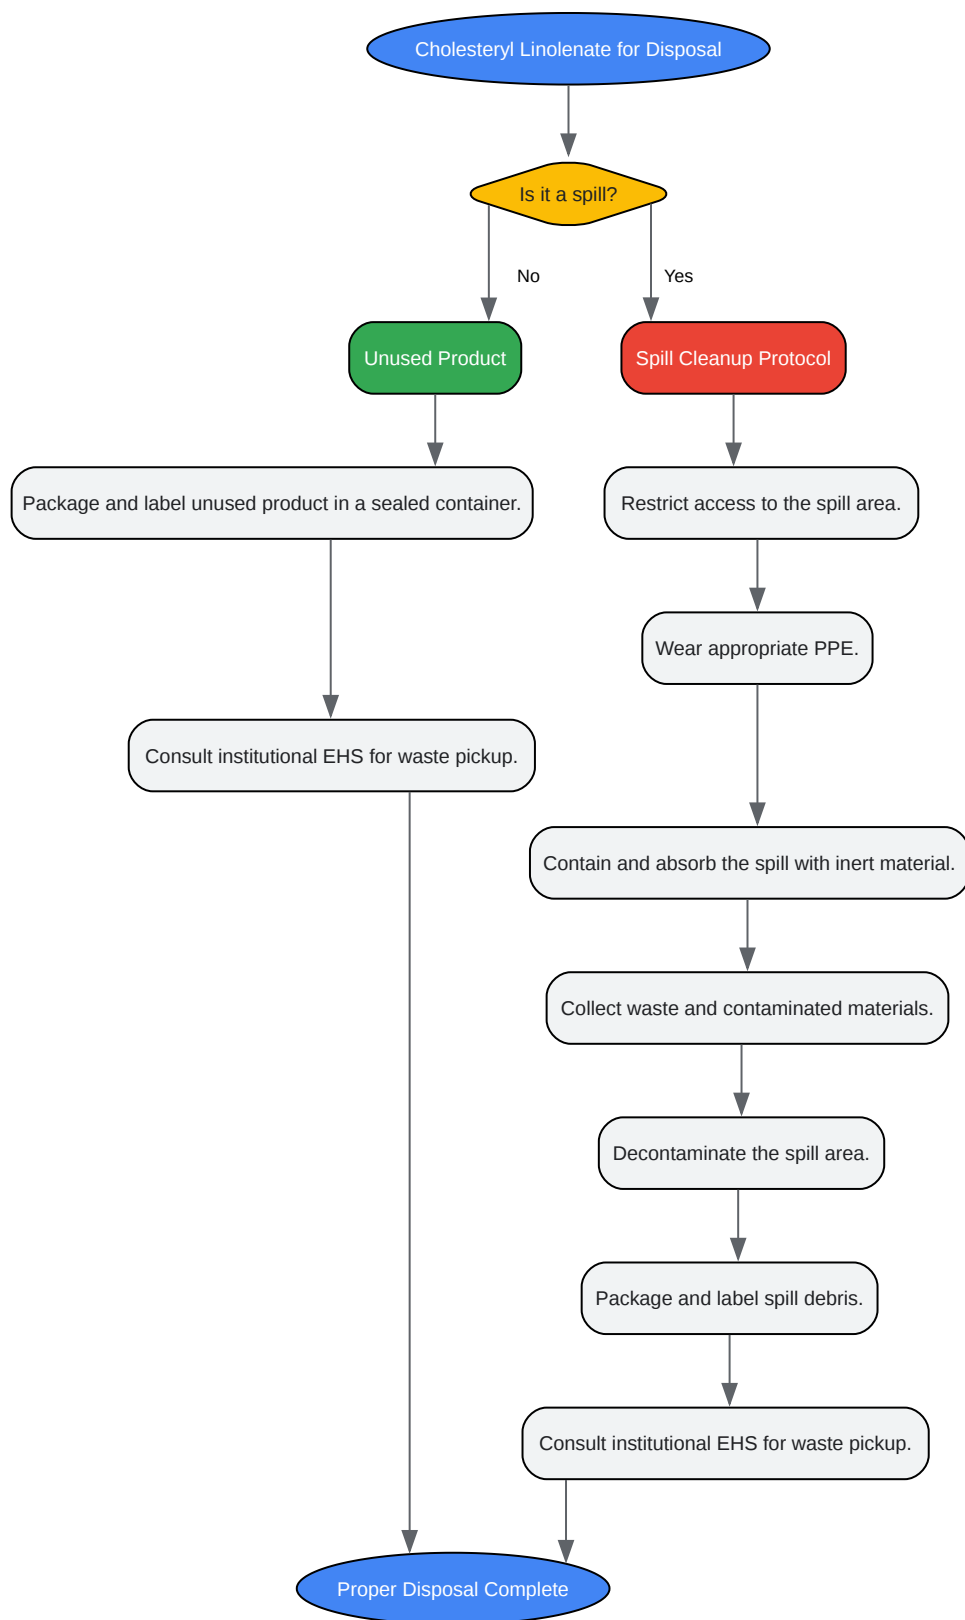 Cholesteryl Linolenate for Disposal
Is it a spill?
No
Yes
Unused Product
Spill Cleanup Protocol
Package and label unused product in a sealed container.
Restrict access to the spill area.
Wear appropriate PPE.
Consult institutional EHS for waste pickup.
Contain and absorb the spill with inert material.
Collect waste and contaminated materials.
Decontaminate the spill area.
Package and label spill debris.
Consult institutional EHS for waste pickup.
Proper Disposal Complete